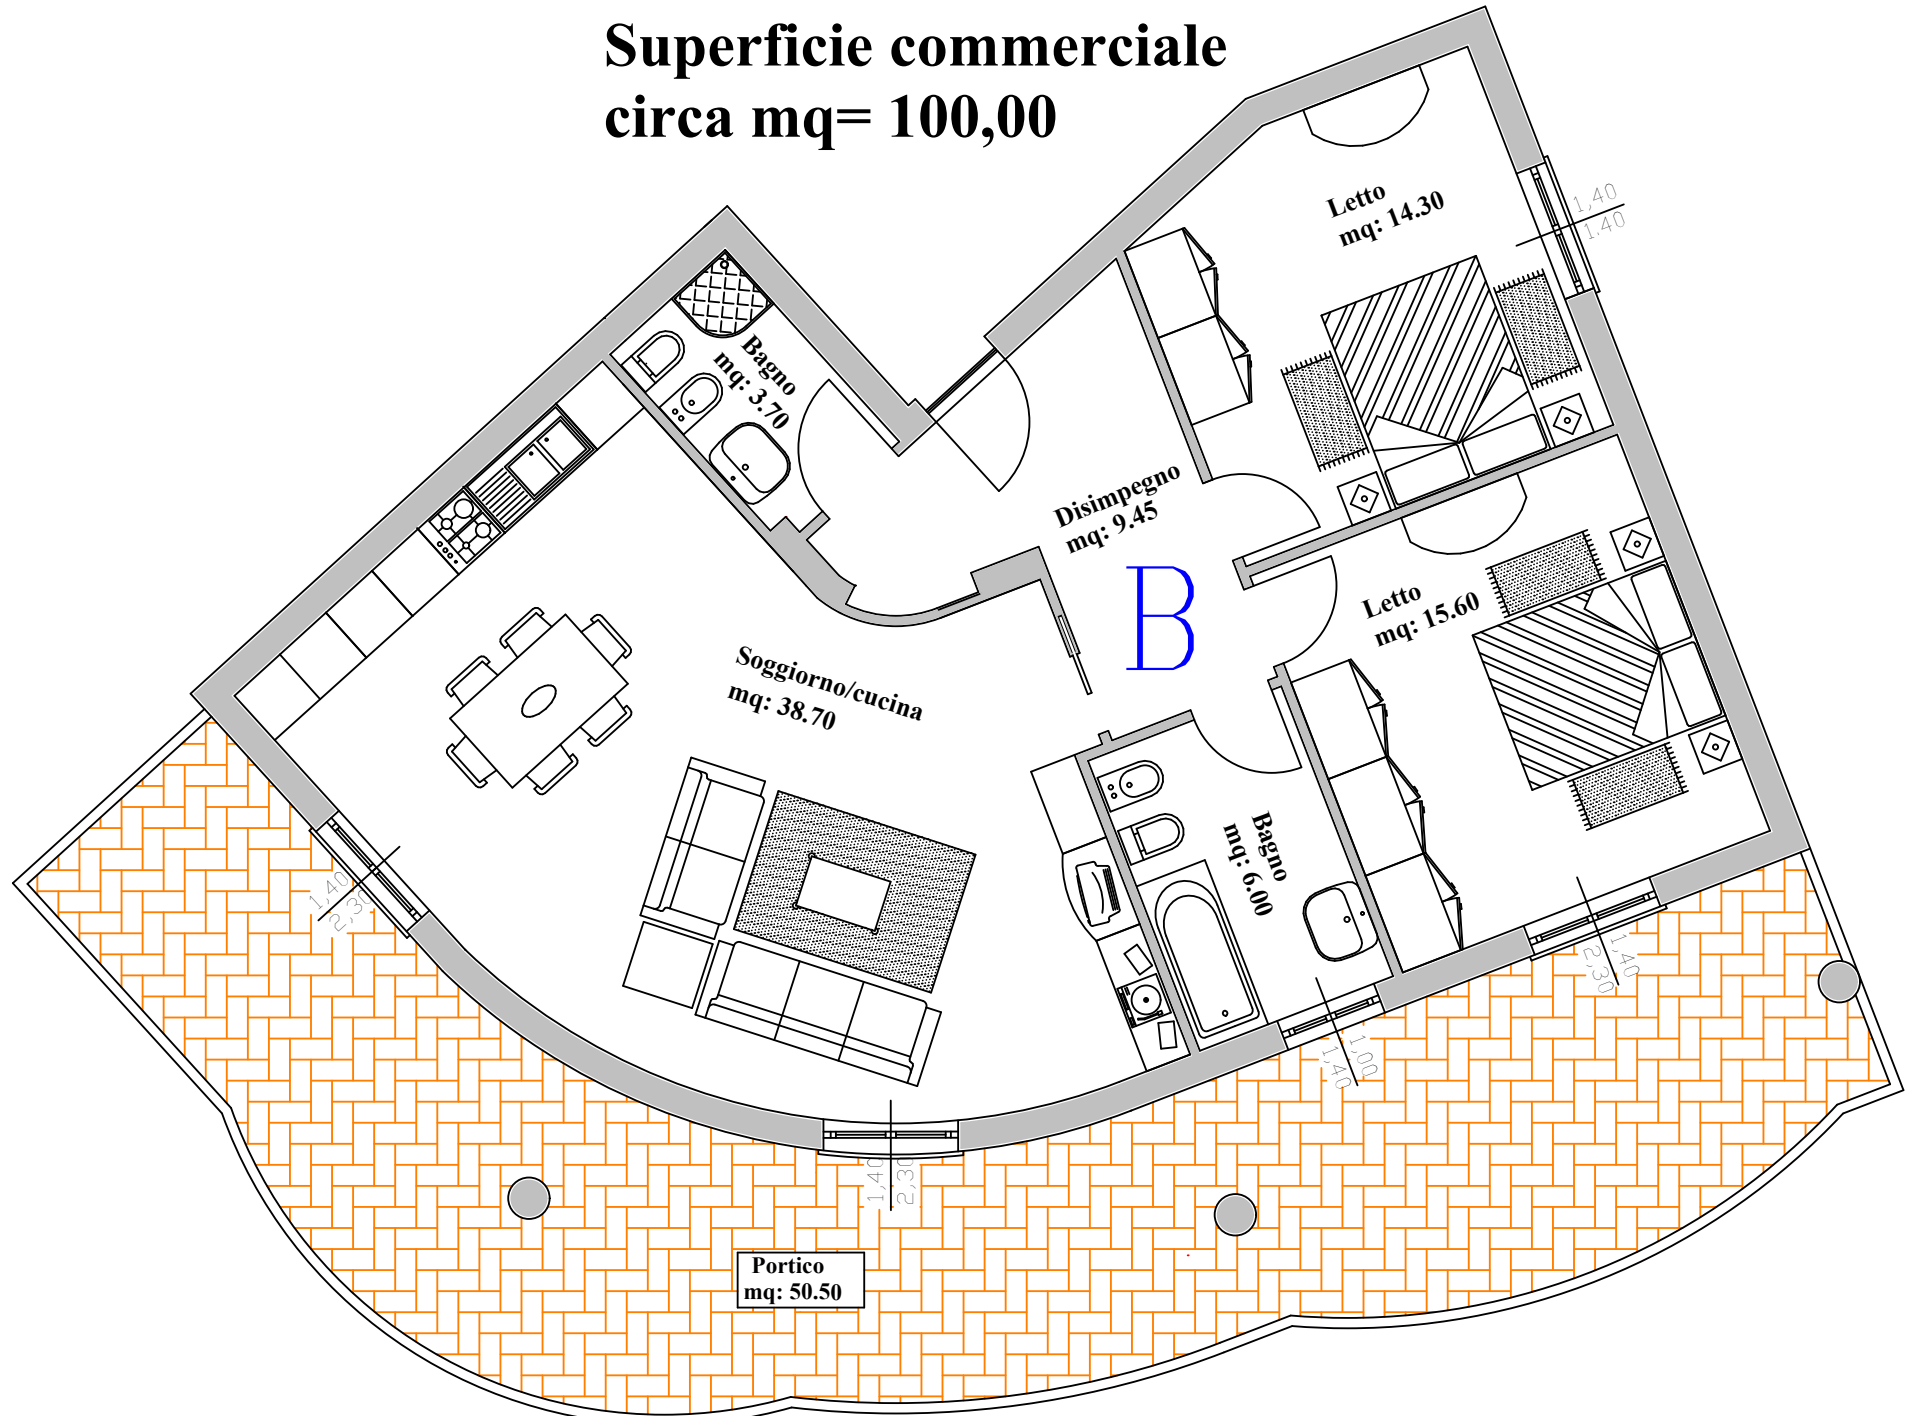 Superficie commerciale
circa mq= 100,00
Letto
mq: 14.30
1,40
1,40
Bagno
mq: 3.70
Disimpegno
mq: 9.45
B
Letto
mq: 15.60
Soggiorno/cucina
mq: 38.70
Bagno
mq: 6.00
1,40
2,30
1,40
2,30
1,00
1,40
1,40
2,30
Portico
mq: 50.50